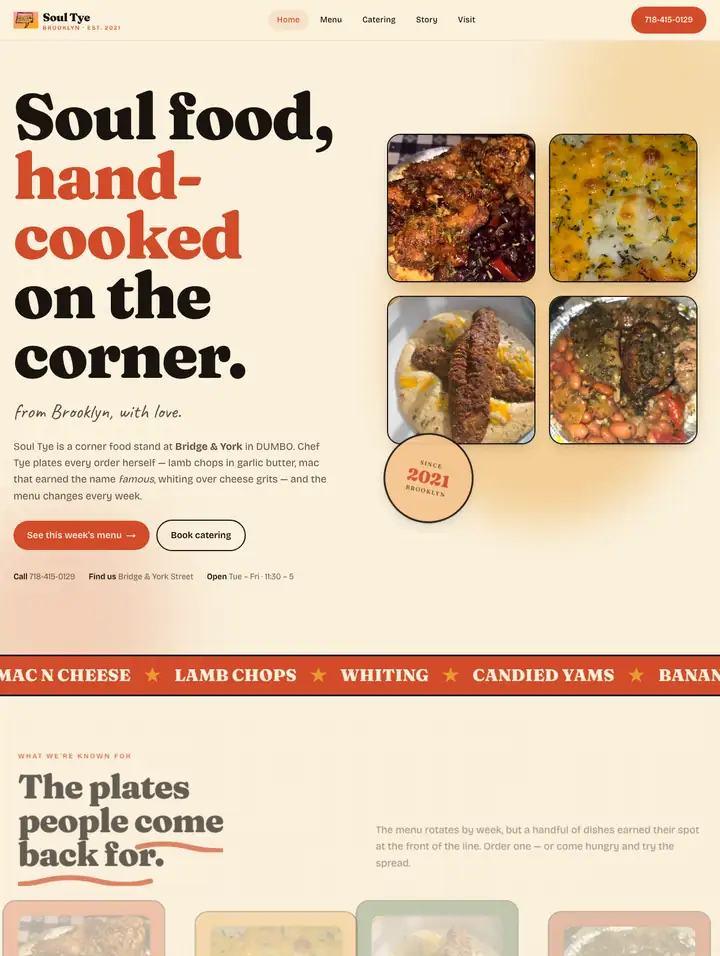 Soul Tye
BROOKLYN · EST. 2021
Home
Menu
Catering
Story
Visit
718-415-0129
Soul food,
hand-
cooked
on the
corner.
from Brooklyn, with love.
Soul Tye is a corner food stand at Bridge & York in DUMBO. Chef
Tye plates every order herself — lamb chops in garlic butter, mac
that earned the name famous, whiting over cheese grits — and the
menu changes every week.
See this week's menu →
Book catering
Call 718-415-0129
Find us Bridge & York Street
Open Tue – Fri · 11:30 – 5
SINCE
2021
BROOKLYN
MAC N CHEESE ★ LAMB CHOPS ★ WHITING ★ CANDIED YAMS ★ BANAN
WHAT WE'RE KNOWN FOR
The plates
people come
back for.
The menu rotates by week, but a handful of dishes earned their spot
at the front of the line. Order one — or come hungry and try the
spread.